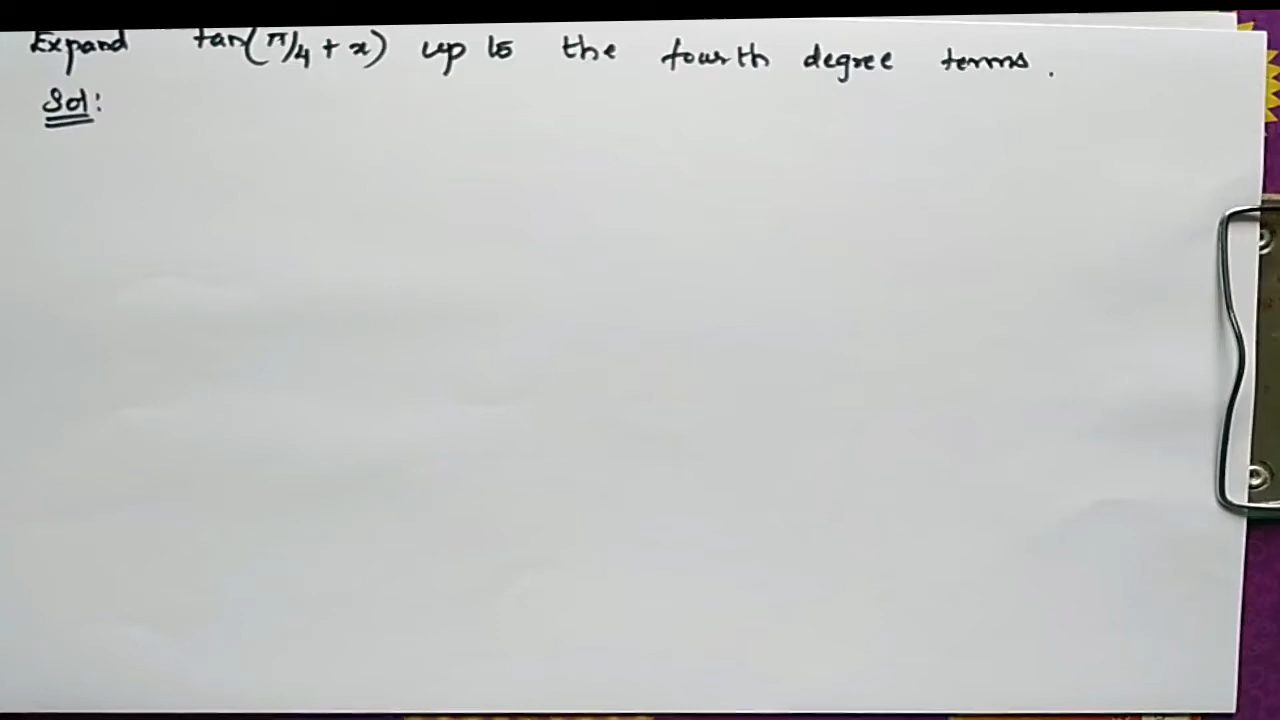 Expand tan(π/4 + x) up to the fourth degree terms.
Sol: